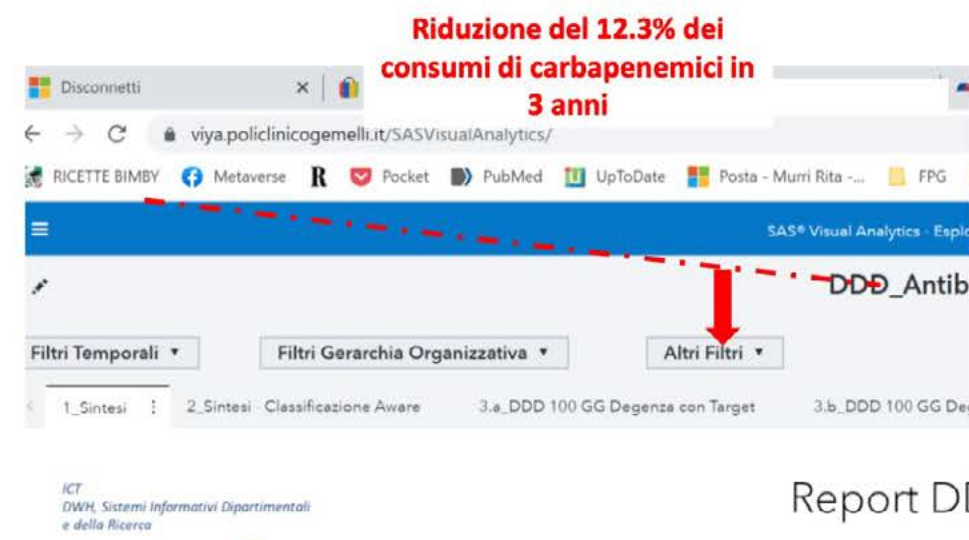 Riduzione del 12.3% dei
consumi di carbapenemici in
3 anni
Disconnetti
viya.policlinicogemelli.it/SASVisualAnalytics/
RICETTE BIMBY Metaverse R Pocket PubMed UpToDate Posta - Murri Rita -... FPG
SAS® Visual Analytics - Esplo
DDD_Antib
Filtri Temporali Filtri Gerarchia Organizzativa Altri Filtri
1_Sintesi 2_Sintesi - Classificazione Aware 3.a_DDD 100 GG Degenza con Target 3.b_DDD 100 GG Deg
ICT
DWH, Sistemi Informativi Dipartimentali
e della Ricerca
Report DD